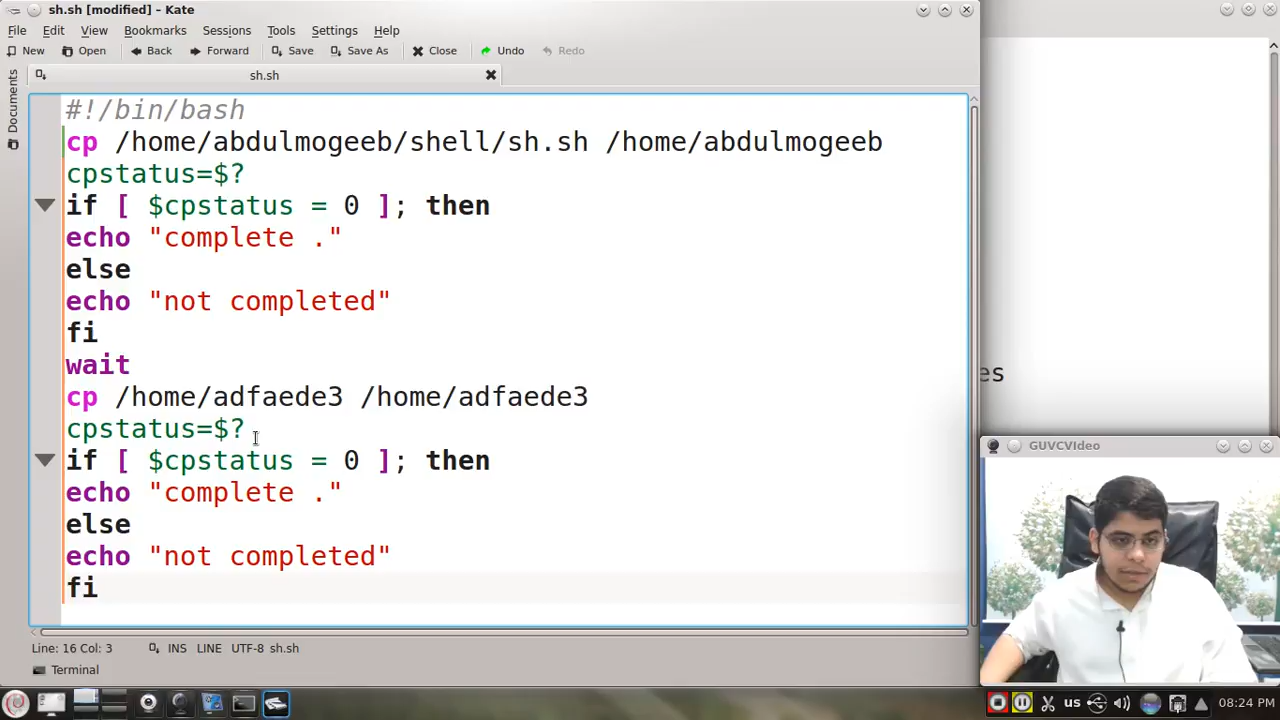 sh.sh [modified] – Kate
File Edit View Bookmarks Sessions Tools Settings Help
New Open Back Forward Save Save As Close Undo Redo
sh.sh
Documents
#!/bin/bash
cp /home/abdulmogeeb/shell/sh.sh /home/abdulmogeeb
cpstatus=$?
if [ $cpstatus = 0 ]; then
echo "complete ."
else
echo "not completed"
fi
wait
cp /home/adfaede3 /home/adfaede3
cpstatus=$?
if [ $cpstatus = 0 ]; then
echo "complete ."
else
echo "not completed"
fi
es
GUVCVIdeo
Line: 16 Col: 3 INS LINE UTF-8 sh.sh
Terminal
us 08:24 PM